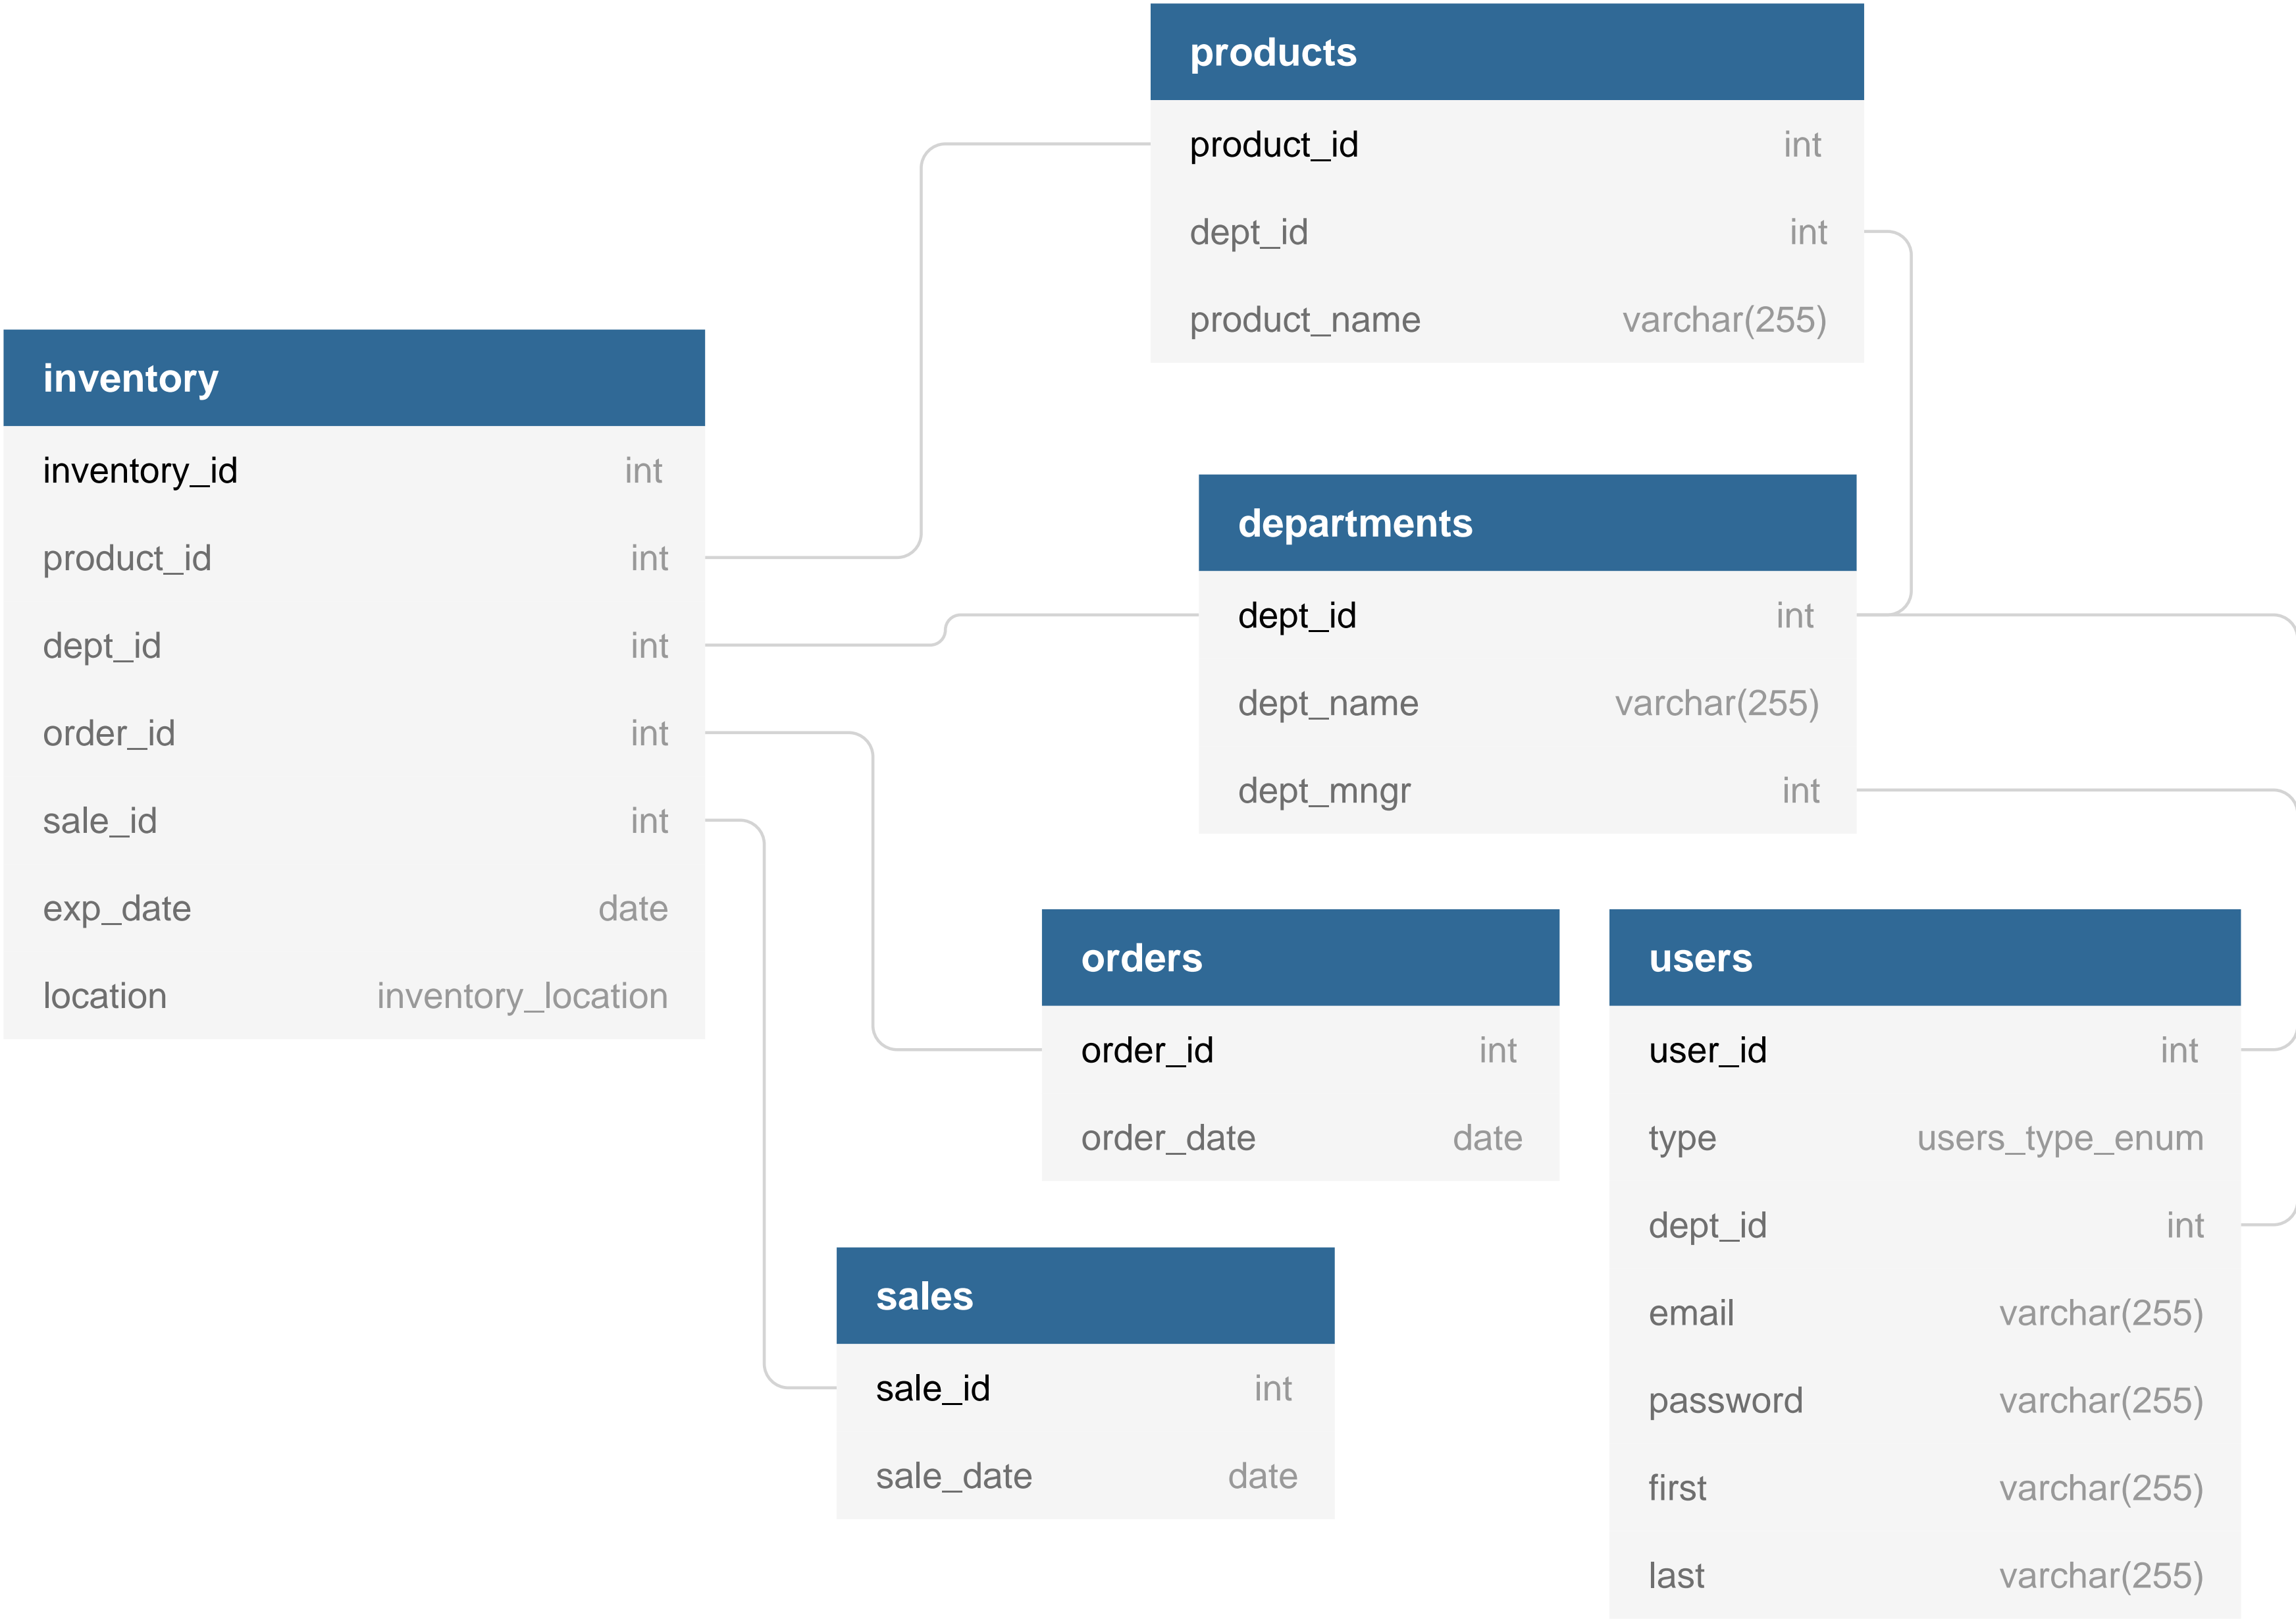 products
product_id int
dept_id int
product_name varchar(255)
inventory
inventory_id int
product_id int
dept_id int
order_id int
sale_id int
exp_date date
location inventory_location
departments
dept_id int
dept_name varchar(255)
dept_mngr int
orders
order_id int
order_date date
users
user_id int
type users_type_enum
dept_id int
email varchar(255)
password varchar(255)
first varchar(255)
last varchar(255)
sales
sale_id int
sale_date date